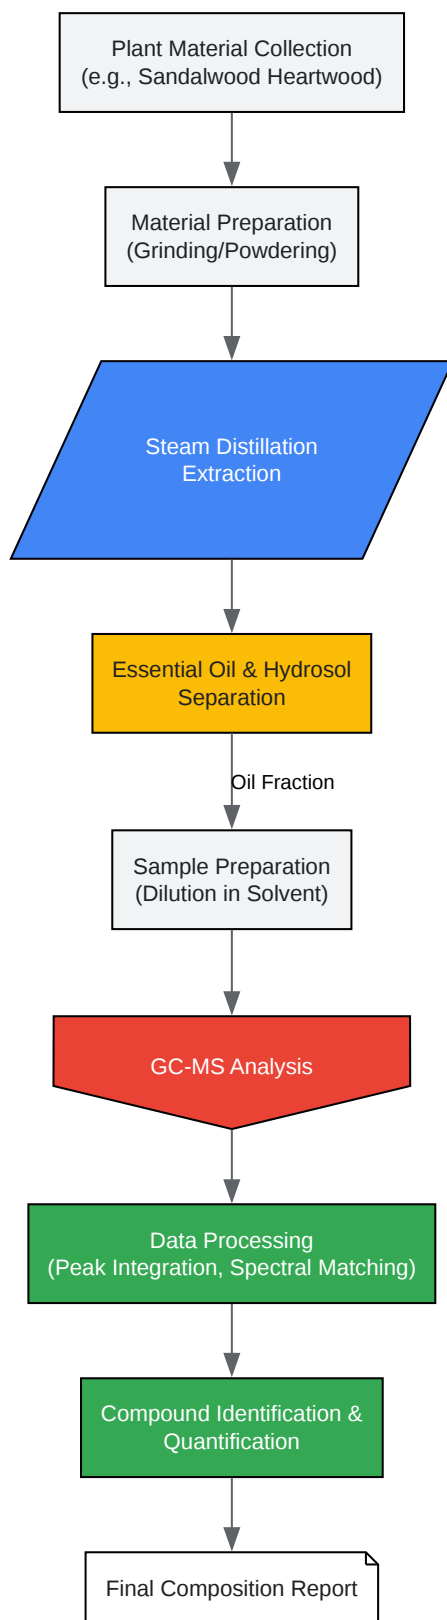 Plant Material Collection
(e.g., Sandalwood Heartwood)
Material Preparation
(Grinding/Powdering)
Steam Distillation
Extraction
Essential Oil & Hydrosol
Separation
Oil Fraction
Sample Preparation
(Dilution in Solvent)
GC-MS Analysis
Data Processing
(Peak Integration, Spectral Matching)
Compound Identification &
Quantification
Final Composition Report